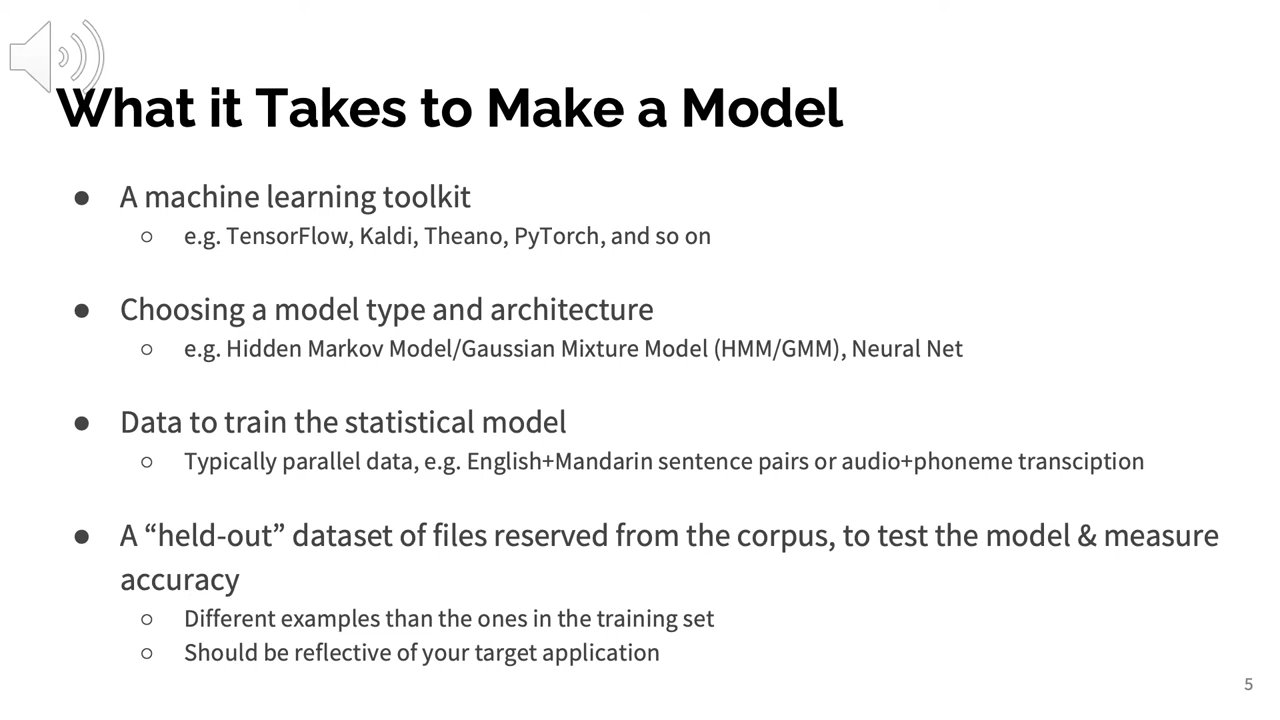 What it Takes to Make a Model
● A machine learning toolkit
○ e.g. TensorFlow, Kaldi, Theano, PyTorch, and so on
● Choosing a model type and architecture
○ e.g. Hidden Markov Model/Gaussian Mixture Model (HMM/GMM), Neural Net
● Data to train the statistical model
○ Typically parallel data, e.g. English+Mandarin sentence pairs or audio+phoneme transciption
● A “held-out” dataset of files reserved from the corpus, to test the model & measure
accuracy
○ Different examples than the ones in the training set
○ Should be reflective of your target application
5